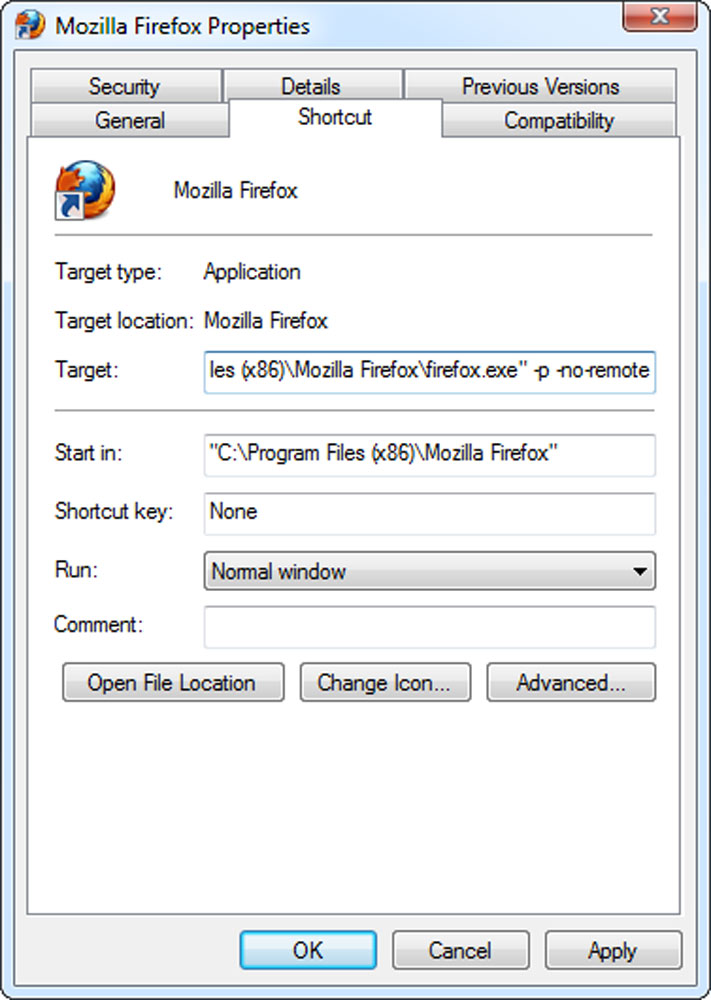 Mozilla Firefox Properties
Security Details Previous Versions
General Shortcut Compatibility
Mozilla Firefox
Target type: Application
Target location: Mozilla Firefox
Target: les (x86)\Mozilla Firefox\firefox.exe" -p -no-remote
Start in: "C:\Program Files (x86)\Mozilla Firefox"
Shortcut key: None
Run: Normal window
Comment:
Open File Location Change Icon... Advanced...
OK Cancel Apply